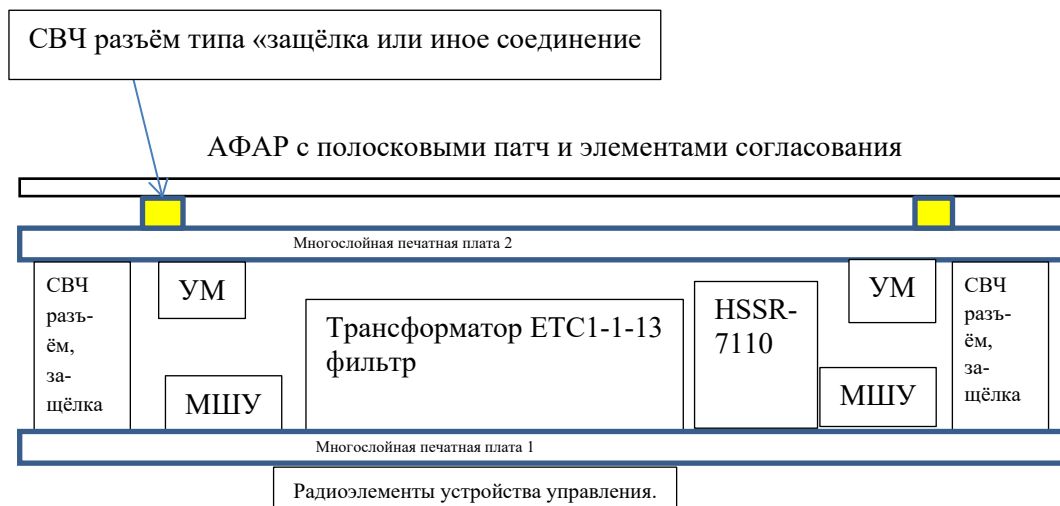 СВЧ разъём типа «защёлка или иное соединение
АФАР с полосковыми патч и элементами согласования
Многослойная печатная плата 2
СВЧ
разъ-
ём,
за-
щёлка
УМ
МШУ
Трансформатор ETC1-1-13
фильтр
HSSR-
7110
УМ
МШУ
СВЧ
разъ-
ём,
за-
щёлка
Многослойная печатная плата 1
Радиоэлементы устройства управления.